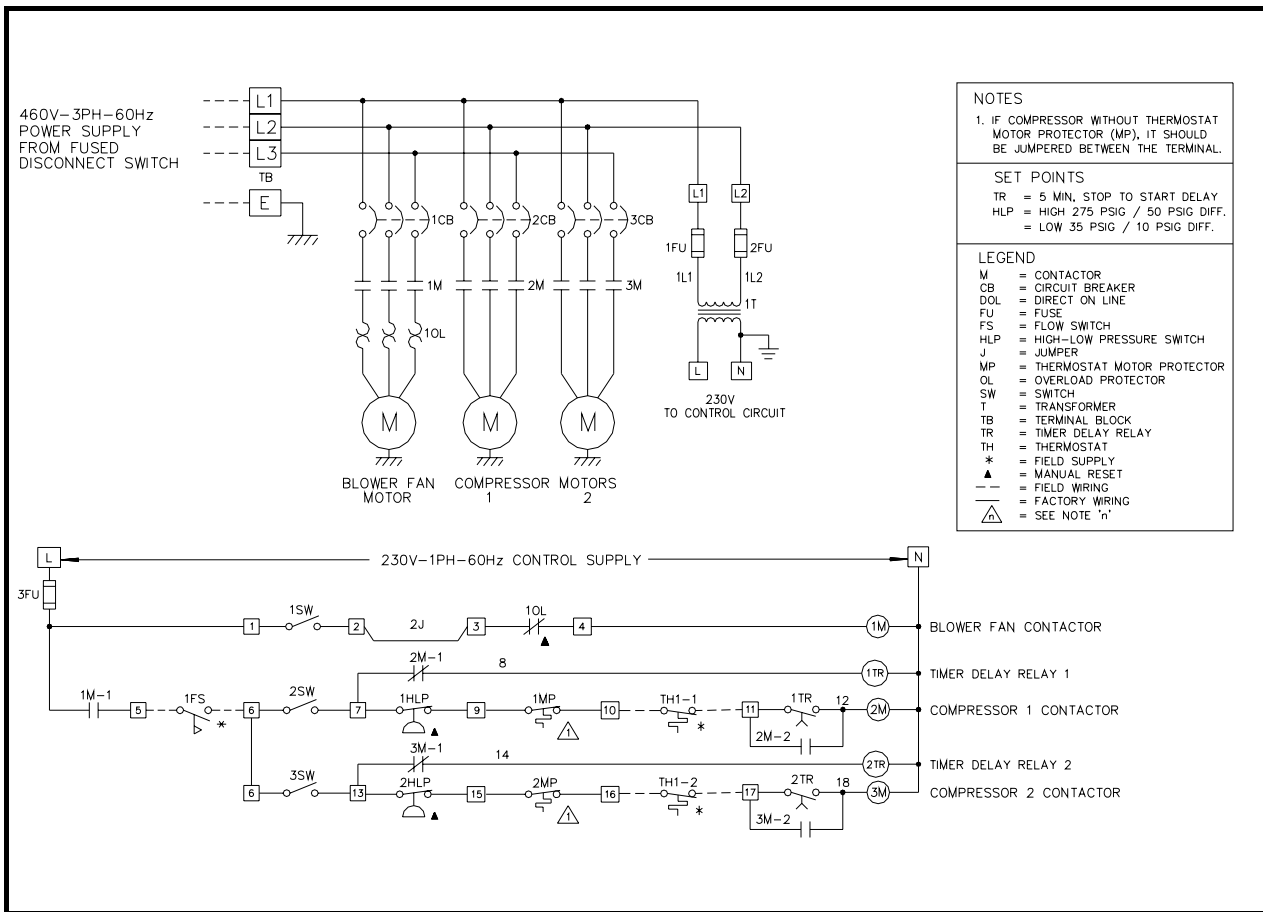 460V-3PH-60Hz
POWER SUPPLY
FROM FUSED
DISCONNECT SWITCH
L1
L2
L3
TB
E
1CB
2CB
3CB
1M
2M
3M
1OL
M
M
M
BLOWER FAN
MOTOR
COMPRESSOR MOTORS
1 2
L1 L2
1FU 2FU
1L1 1L2
1T
L N
230V
TO CONTROL CIRCUIT
NOTES
1. IF COMPRESSOR WITHOUT THERMOSTAT
MOTOR PROTECTOR (MP), IT SHOULD
BE JUMPERED BETWEEN THE TERMINAL.
SET POINTS
TR = 5 MIN, STOP TO START DELAY
HLP = HIGH 275 PSIG / 50 PSIG DIFF.
= LOW 35 PSIG / 10 PSIG DIFF.
LEGEND
M = CONTACTOR
CB = CIRCUIT BREAKER
DOL = DIRECT ON LINE
FU = FUSE
FS = FLOW SWITCH
HLP = HIGH-LOW PRESSURE SWITCH
J = JUMPER
MP = THERMOSTAT MOTOR PROTECTOR
OL = OVERLOAD PROTECTOR
SW = SWITCH
T = TRANSFORMER
TB = TERMINAL BLOCK
TR = TIMER DELAY RELAY
TH = THERMOSTAT
* = FIELD SUPPLY
▲ = MANUAL RESET
--- = FIELD WIRING
— = FACTORY WIRING
n = SEE NOTE 'n'
L 230V-1PH-60Hz CONTROL SUPPLY N
3FU
1 1SW 2 2J 3 1OL 4 1M BLOWER FAN CONTACTOR
2M-1 8 1TR TIMER DELAY RELAY 1
1M-1 5 1FS * 6 2SW 7 1HLP 9 1MP 1 10 TH1-1 * 11 1TR 12 2M COMPRESSOR 1 CONTACTOR
2M-2
3M-1 14 2TR TIMER DELAY RELAY 2
6 3SW 13 2HLP 15 2MP 1 16 TH1-2 * 17 2TR 18 3M COMPRESSOR 2 CONTACTOR
3M-2